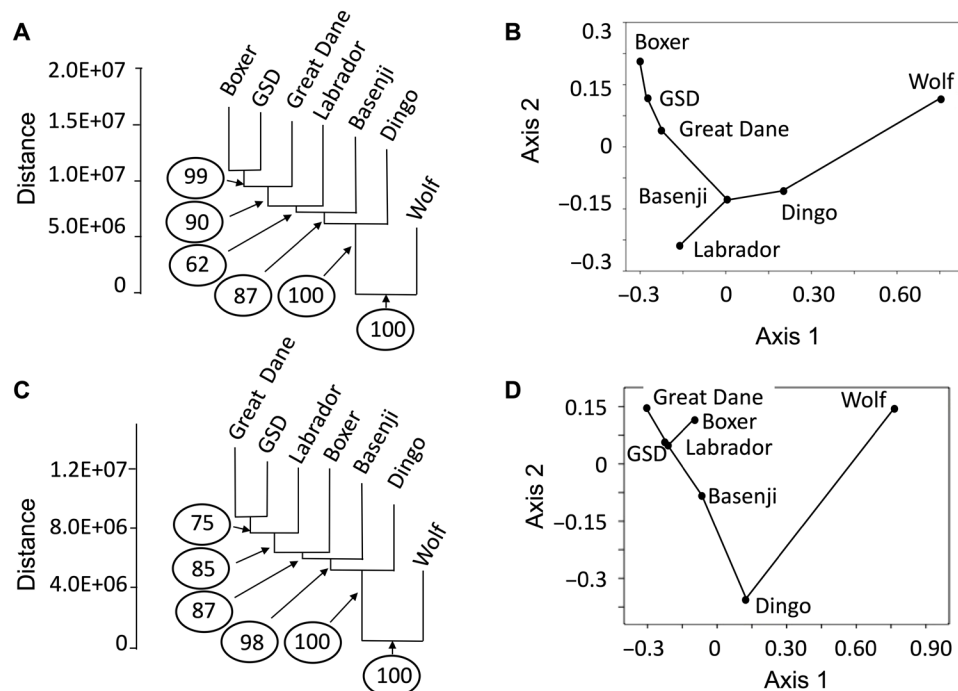 A
Distance
2.0E+07
1.5E+07
1.0E+07
5.0E+06
0
Boxer
GSD
Great Dane
Labrador
Basenji
Dingo
Wolf
99
90
62
87
100
100
B
Axis 2
0.3
0.15
0
−0.15
−0.3
Boxer
GSD
Great Dane
Basenji
Labrador
Dingo
Wolf
−0.3
0
0.30
0.60
Axis 1
C
Distance
1.2E+07
8.0E+06
4.0E+06
0
Great Dane
GSD
Labrador
Boxer
Basenji
Dingo
Wolf
75
85
87
98
100
100
D
Axis 2
0.15
0
−0.15
−0.3
Great Dane
Boxer
GSD
Labrador
Basenji
Dingo
Wolf
−0.3
0
0.30
0.60
0.90
Axis 1